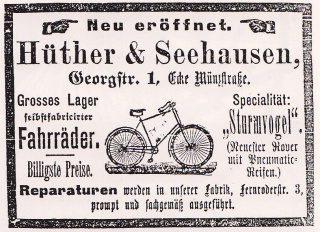 Neu eröffnet.
Hüther & Seehausen,
Georgstr. 1, Ecke Münzstraße.
Grosses Lager
selbstfabricirter
Fahrräder.
Billigste Preise.
Specialität:
„Sturmvogel“.
(Neuester Rover
mit Pneumatic-
Reifen.)
Reparaturen werden in unserer Fabrik, Fernroderstr. 3,
prompt und sachgemäß ausgeführt.